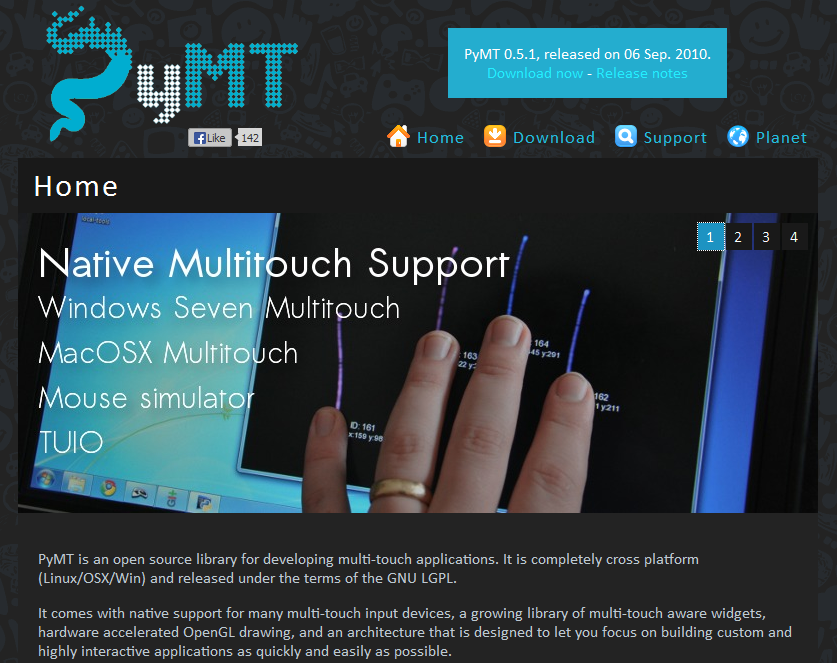 PyMT
PyMT 0.5.1, released on 06 Sep. 2010.
Download now - Release notes
Like 142
Home Download Support Planet
Home
1 2 3 4
Native Multitouch Support
Windows Seven Multitouch
MacOSX Multitouch
Mouse simulator
TUIO
164
45 y:291
163
22 y:
162
1 y:211
ID: 161
x:159 y:98
PyMT is an open source library for developing multi-touch applications. It is completely cross platform
(Linux/OSX/Win) and released under the terms of the GNU LGPL.
It comes with native support for many multi-touch input devices, a growing library of multi-touch aware widgets,
hardware accelerated OpenGL drawing, and an architecture that is designed to let you focus on building custom and
highly interactive applications as quickly and easily as possible.